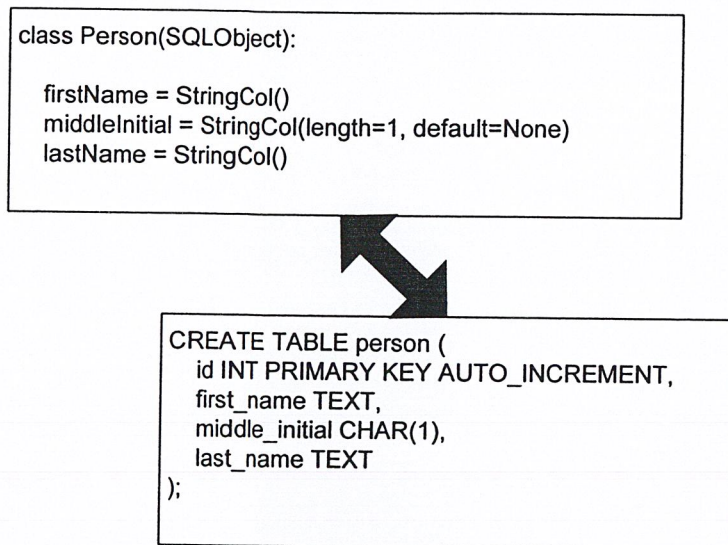 class Person(SQLObject):
firstName = StringCol()
middleInitial = StringCol(length=1, default=None)
lastName = StringCol()
CREATE TABLE person (
id INT PRIMARY KEY AUTO_INCREMENT,
first_name TEXT,
middle_initial CHAR(1),
last_name TEXT
);